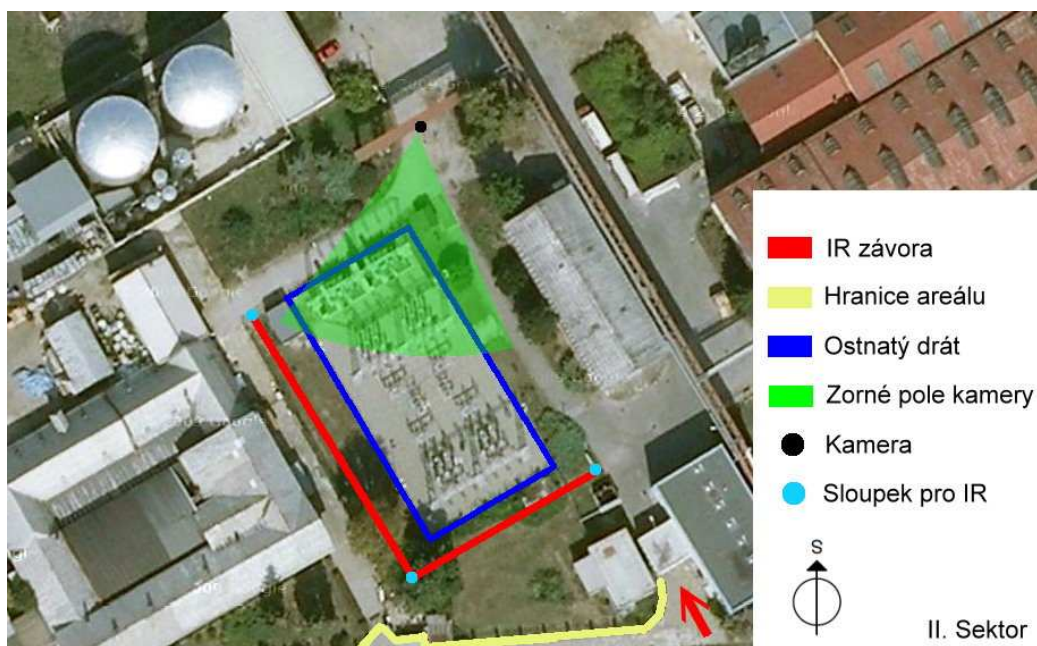 IR závora
Hranice areálu
Ostnatý drát
Zorné pole kamery
Kamera
Sloupek pro IR
S
II. Sektor